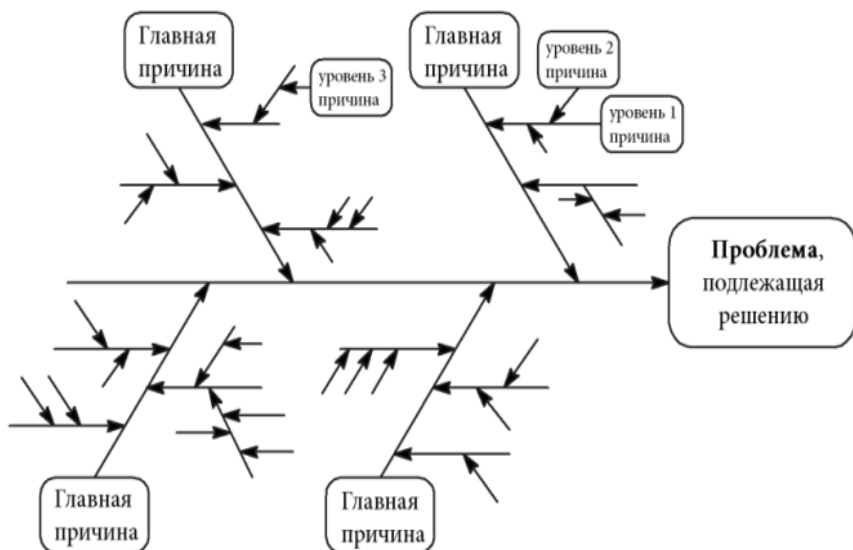 Главная
причина
уровень 3
причина
Главная
причина
уровень 2
причина
уровень 1
причина
Проблема,
подлежащая
решению
Главная
причина
Главная
причина